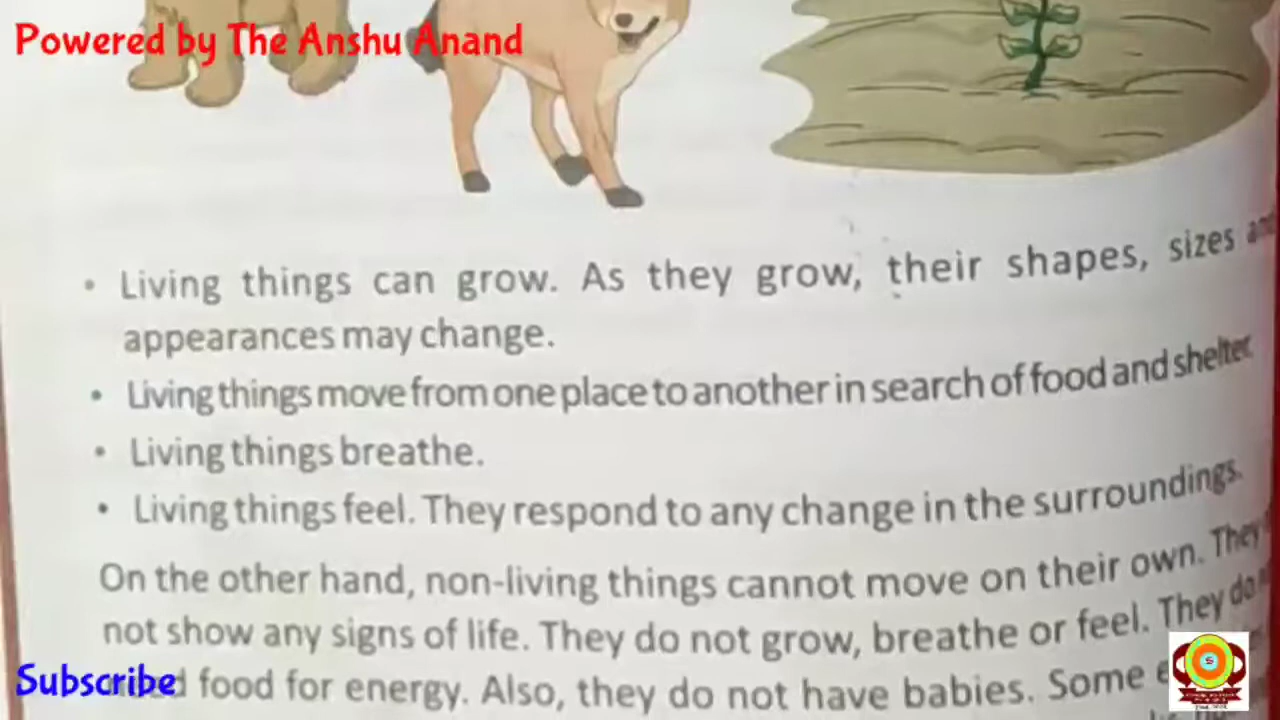 Powered by The Anshu Anand
• Living things can grow. As they grow, their shapes, sizes and
appearances may change.
• Living things move from one place to another in search of food and shelter.
• Living things breathe.
• Living things feel. They respond to any change in the surroundings.
On the other hand, non-living things cannot move on their own. They
not show any signs of life. They do not grow, breathe or feel. They do
food for energy. Also, they do not have babies. Some
Subscribe